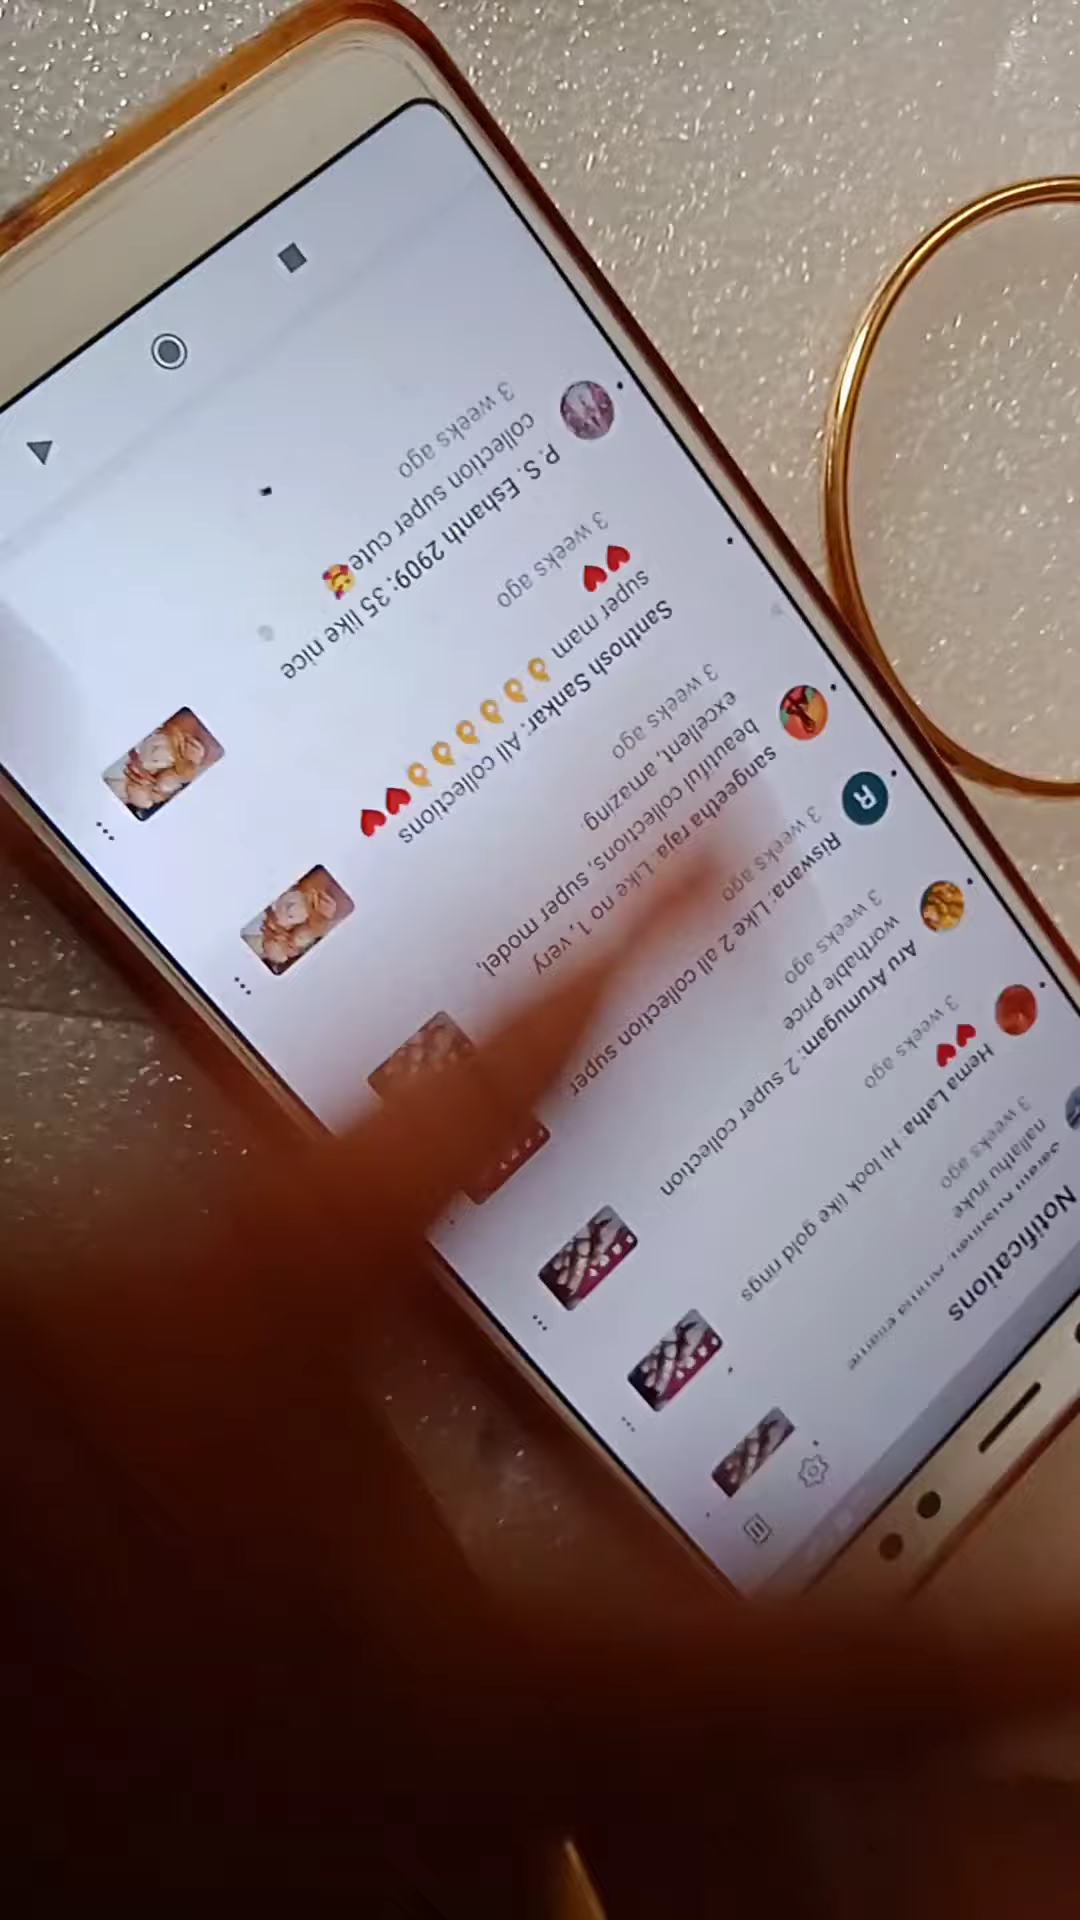 Notifications
nallathu iruke
3 weeks ago
Hema Latha: Hi look like gold rings
❤❤
3 weeks ago
Aru Arumugam: 2 super collection
worthable price
3 weeks ago
Riswana: Like 2 all collection super
3 weeks ago
sangeetha raja: Like no 1, very
beautiful collections, super model,
excellent, amazing.
3 weeks ago
Santhosh Sankar: All collections
super mam 👌👌👌👌👌👌❤❤
❤❤
3 weeks ago
P.S. Eshanth 2909: 35 like nice
collection super cute🥰
3 weeks ago
R